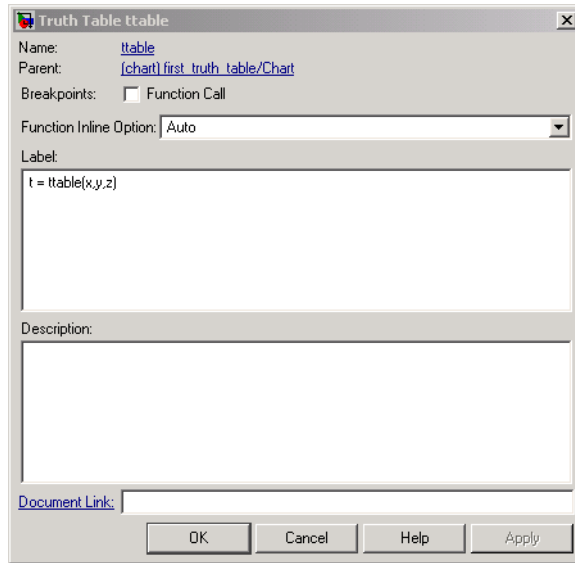 Truth Table ttable
Name: ttable
Parent: (chart) first_truth_table/Chart
Breakpoints: Function Call
Function Inline Option: Auto
Label:
t = ttable(x,y,z)
Description:
Document Link:
OK Cancel Help Apply